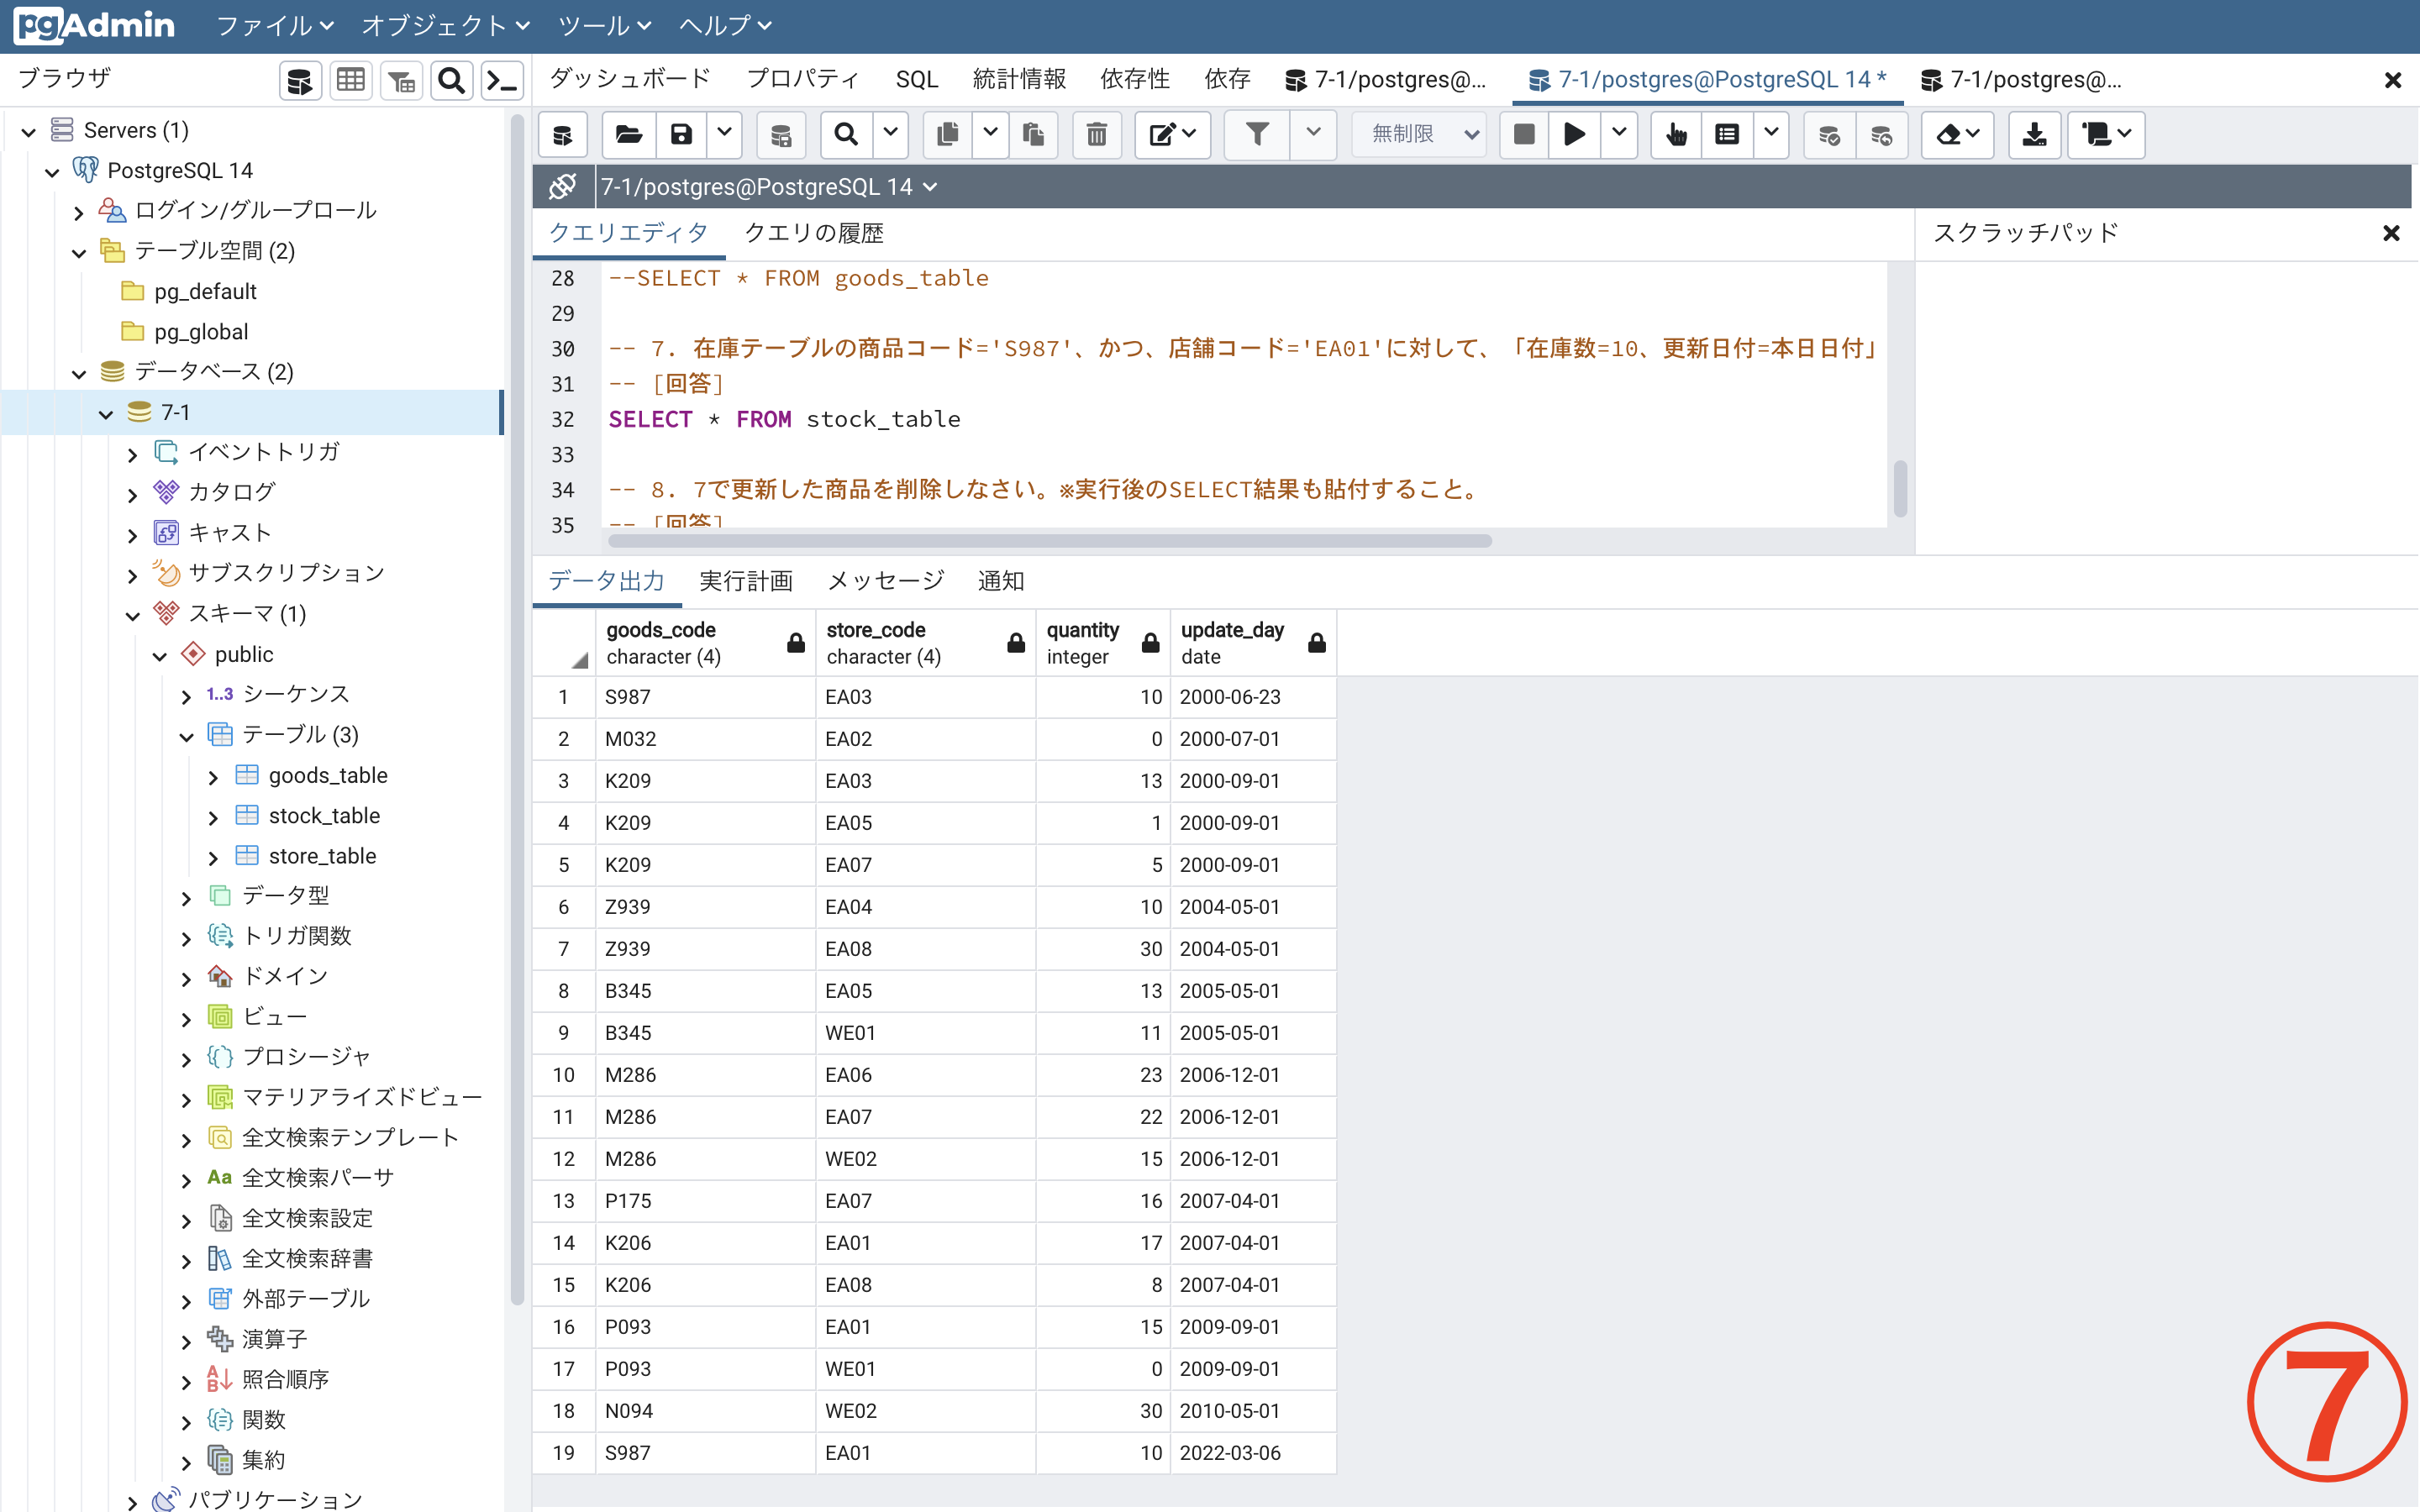 pgAdmin ファイル オブジェクト ツール ヘルプ
ブラウザ
ダッシュボード プロパティ SQL 統計情報 依存性 依存 7-1/postgres@... 7-1/postgres@PostgreSQL 14 * 7-1/postgres@...
Servers (1)
PostgreSQL 14
ログイン/グループロール
テーブル空間 (2)
pg_default
pg_global
データベース (2)
7-1
イベントトリガ
カタログ
キャスト
サブスクリプション
スキーマ (1)
public
1..3 シーケンス
テーブル (3)
goods_table
stock_table
store_table
データ型
トリガ関数
ドメイン
ビュー
プロシージャ
マテリアライズドビュー
全文検索テンプレート
Aa 全文検索パーサ
全文検索設定
全文検索辞書
外部テーブル
演算子
照合順序
関数
集約
パブリケーション
無制限
7-1/postgres@PostgreSQL 14
クエリエディタ クエリの履歴
スクラッチパッド
28 --SELECT * FROM goods_table
29
30 -- 7. 在庫テーブルの商品コード='S987'、かつ、店舗コード='EA01'に対して、「在庫数=10、更新日付=本日日付」
31 -- [回答]
32 SELECT * FROM stock_table
33
34 -- 8. 7で更新した商品を削除しなさい。※実行後のSELECT結果も貼付すること。
35 -- [回答]
データ出力 実行計画 メッセージ 通知
goods_code store_code quantity update_day
character (4) character (4) integer date
1 S987 EA03 10 2000-06-23
2 M032 EA02 0 2000-07-01
3 K209 EA03 13 2000-09-01
4 K209 EA05 1 2000-09-01
5 K209 EA07 5 2000-09-01
6 Z939 EA04 10 2004-05-01
7 Z939 EA08 30 2004-05-01
8 B345 EA05 13 2005-05-01
9 B345 WE01 11 2005-05-01
10 M286 EA06 23 2006-12-01
11 M286 EA07 22 2006-12-01
12 M286 WE02 15 2006-12-01
13 P175 EA07 16 2007-04-01
14 K206 EA01 17 2007-04-01
15 K206 EA08 8 2007-04-01
16 P093 EA01 15 2009-09-01
17 P093 WE01 0 2009-09-01
18 N094 WE02 30 2010-05-01
19 S987 EA01 10 2022-03-06
⑦